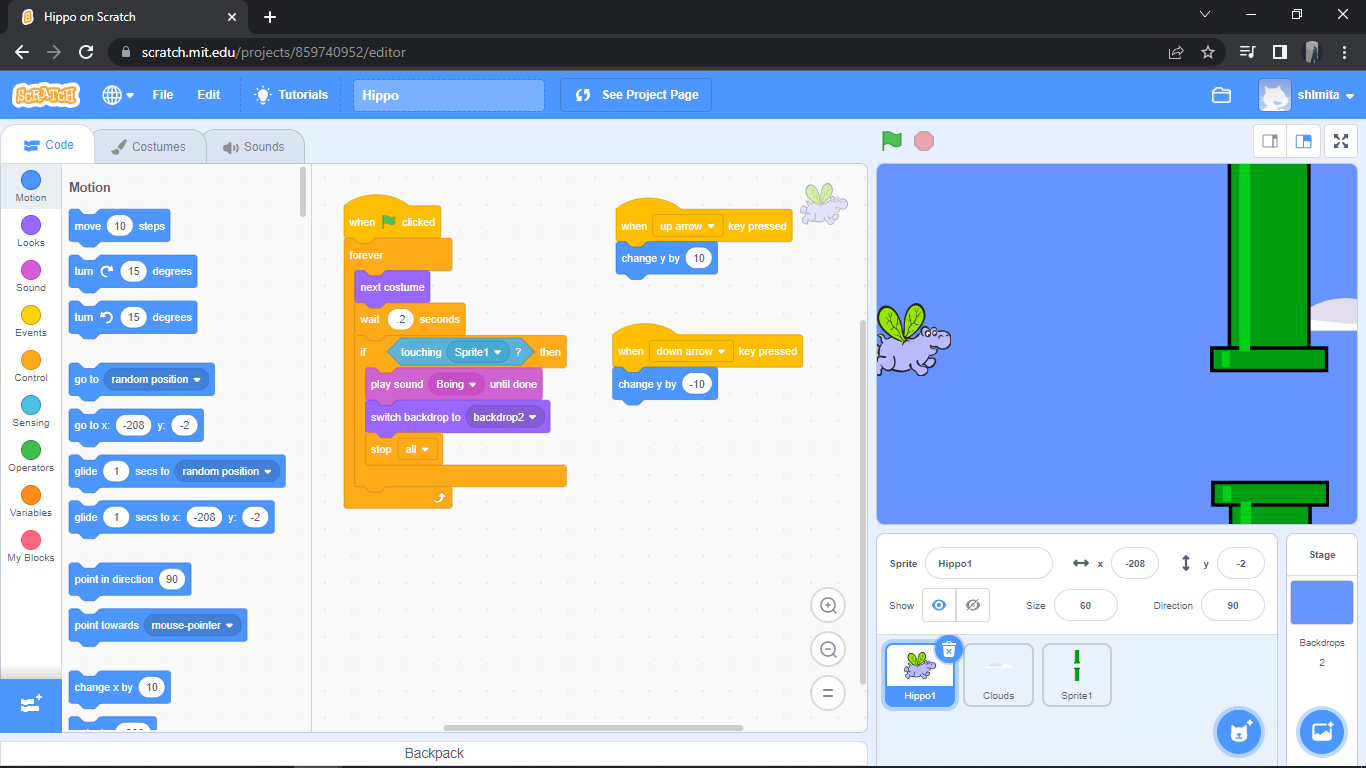 Hippo on Scratch
scratch.mit.edu/projects/859740952/editor
SCRATCH
File
Edit
Tutorials
Hippo
See Project Page
shlmita
Code
Costumes
Sounds
Motion
Looks
Sound
Events
Control
Sensing
Operators
Variables
My Blocks
Motion
move 10 steps
turn 15 degrees
turn 15 degrees
go to random position
go to x: -208 y: -2
glide 1 secs to random position
glide 1 secs to x: -208 y: -2
point in direction 90
point towards mouse-pointer
change x by 10
when clicked
forever
next costume
wait .2 seconds
if touching Sprite1 ? then
play sound Boing until done
switch backdrop to backdrop2
stop all
when up arrow key pressed
change y by 10
when down arrow key pressed
change y by -10
Backpack
Sprite Hippo1 x -208 y -2
Show Size 60 Direction 90
Hippo1
Clouds
Sprite1
Stage
Backdrops
2